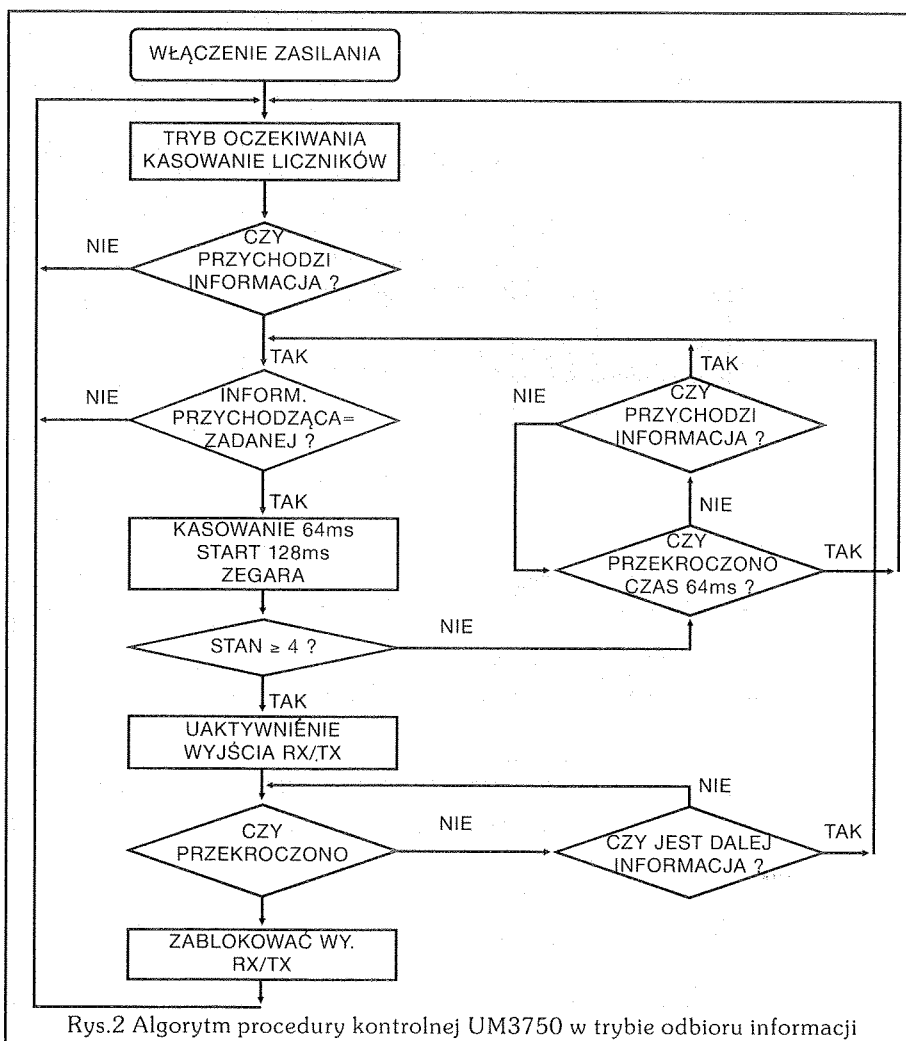 WŁĄCZENIE ZASILANIA
TRYB OCZEKIWANIA
KASOWANIE LICZNIKÓW
NIE
CZY
PRZYCHODZI
INFORMACJA ?
TAK
NIE
INFORM.
PRZYCHODZĄCA=
ZADANEJ ?
TAK
NIE
CZY
PRZYCHODZI
INFORMACJA ?
TAK
KASOWANIE 64ms
START 128ms
ZEGARA
NIE
CZY
PRZEKROCZONO
CZAS 64ms ?
TAK
STAN ≥ 4 ?
NIE
TAK
UAKTYWNIÉNIE
WYJŚCIA RX/TX
NIE
CZY
PRZEKROCZONO
NIE
CZY JEST DALEJ
INFORMACJA ?
TAK
ZABLOKOWAĆ WY.
RX/TX
Rys.2 Algorytm procedury kontrolnej UM3750 w trybie odbioru informacji